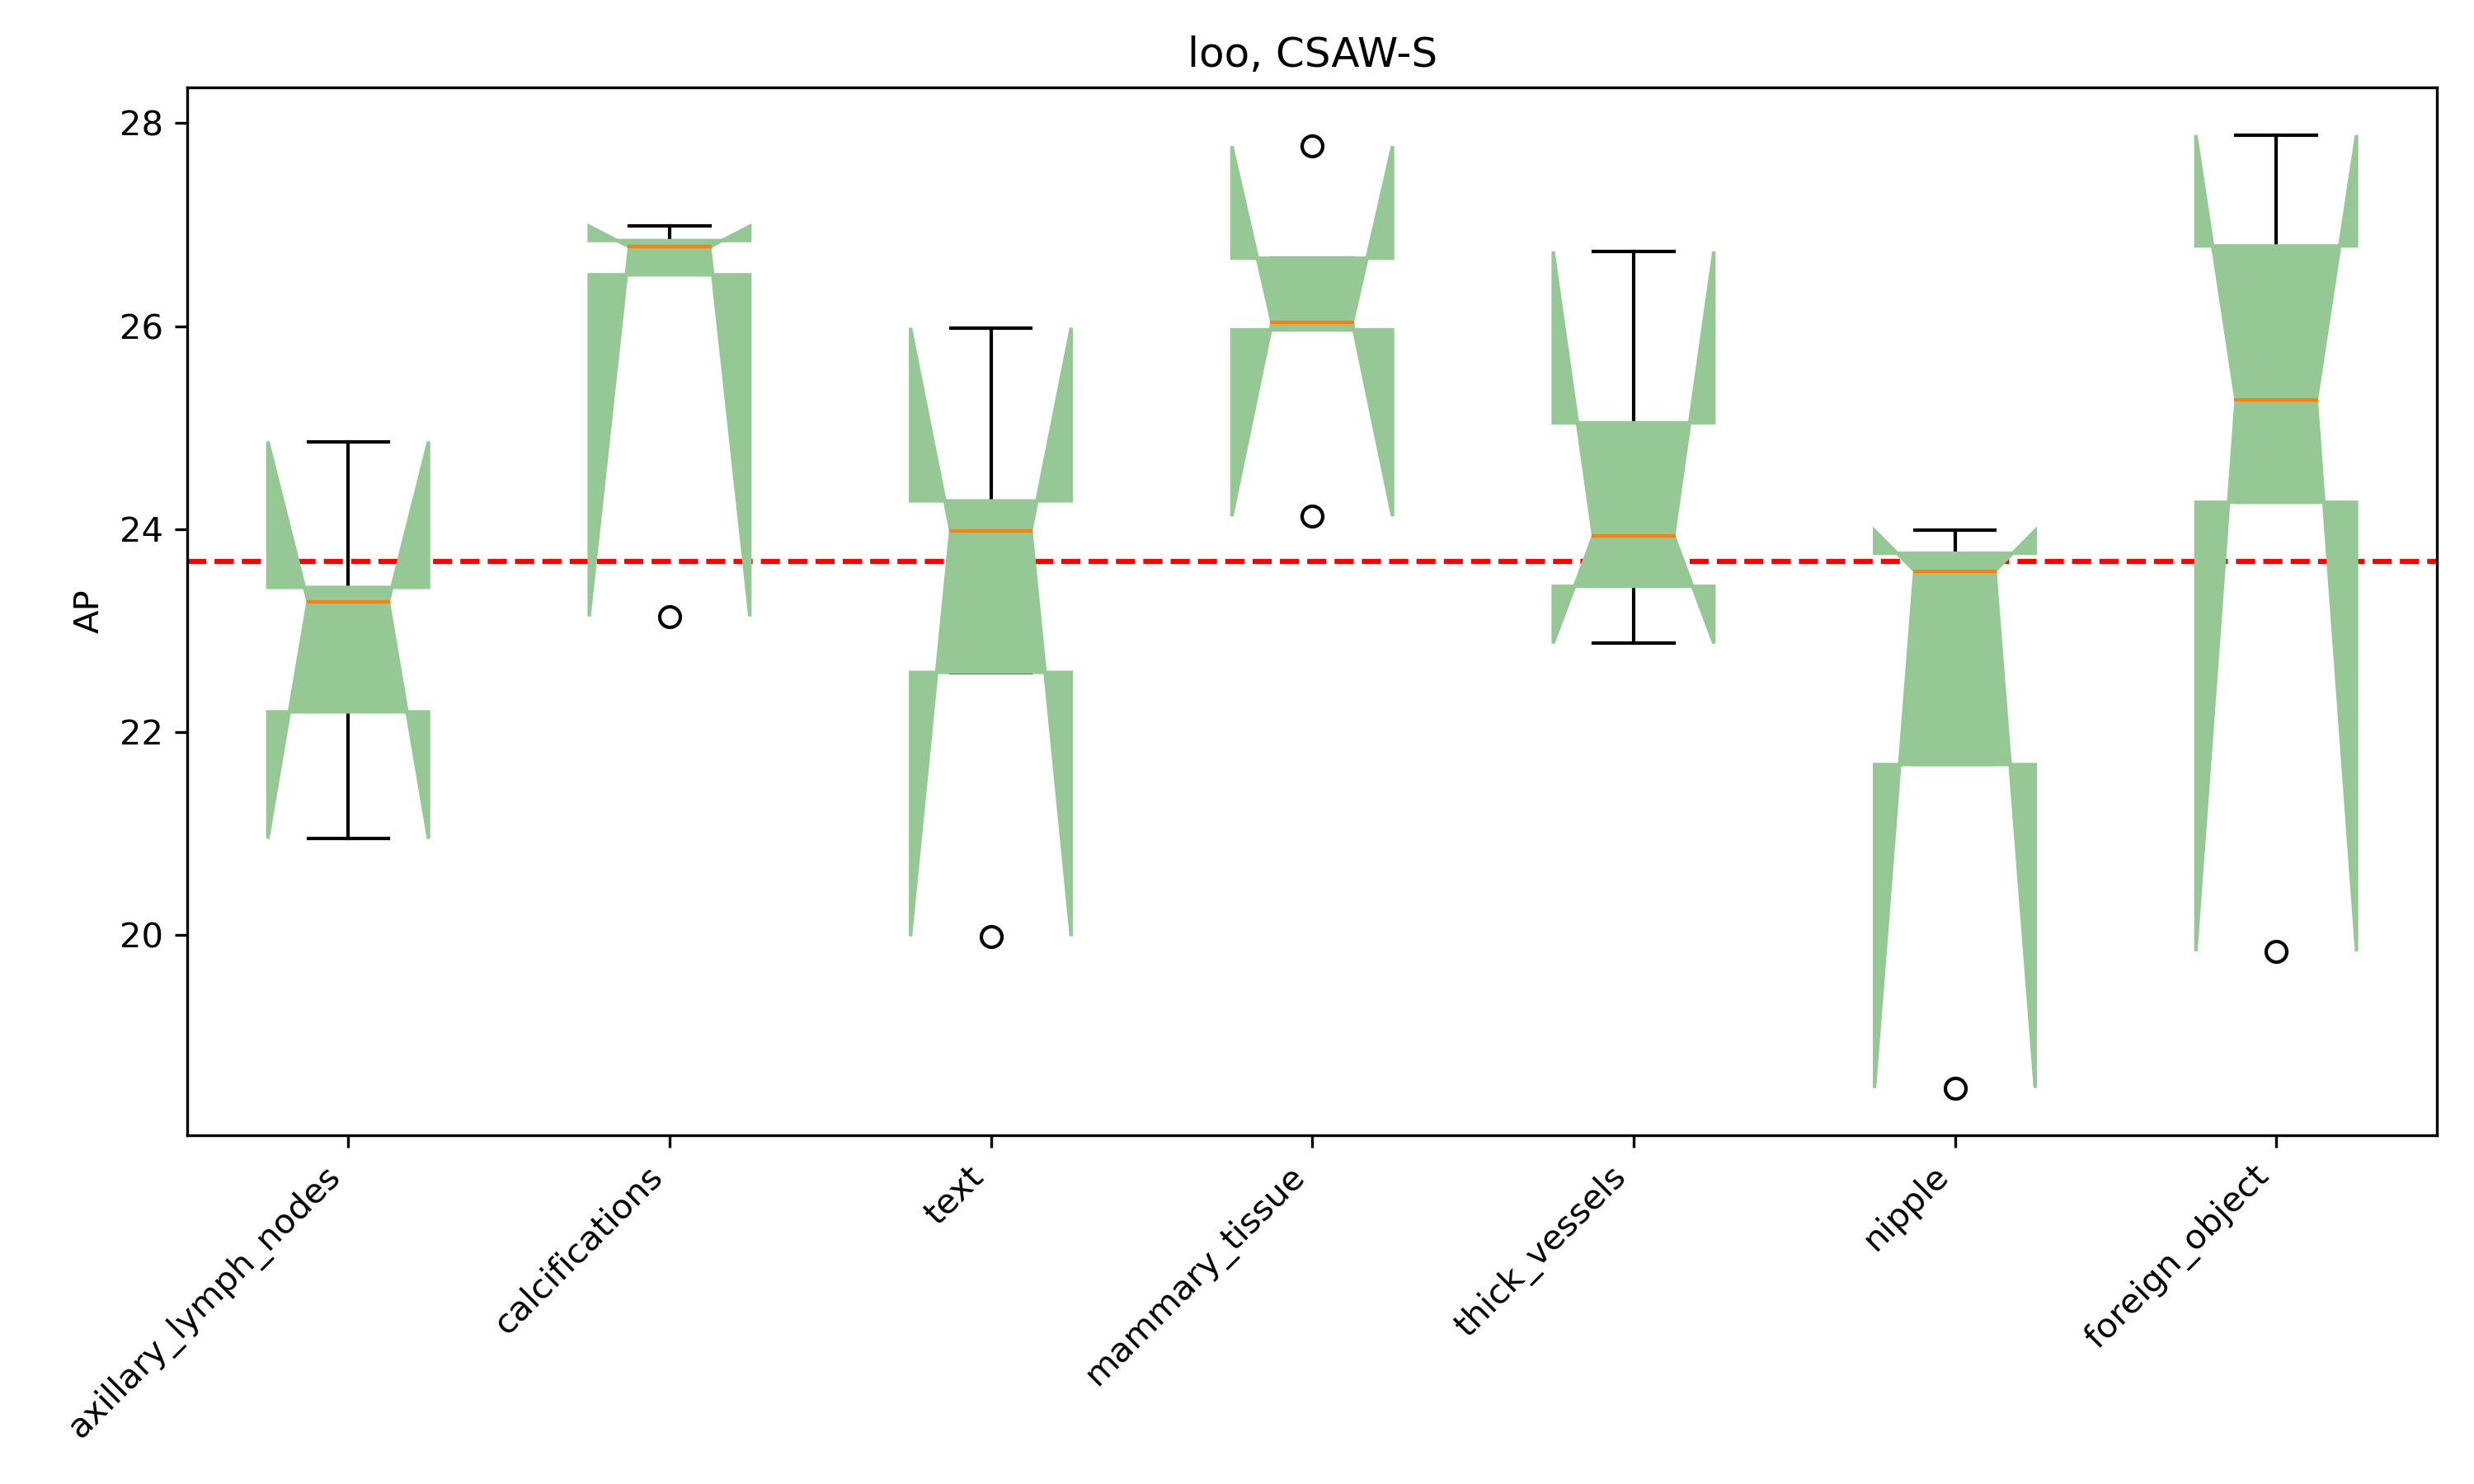 loo, CSAW-S
28
26
24
22
20
AP
axillary_lymph_nodes
calcifications
text
mammary_tissue
thick_vessels
nipple
foreign_object